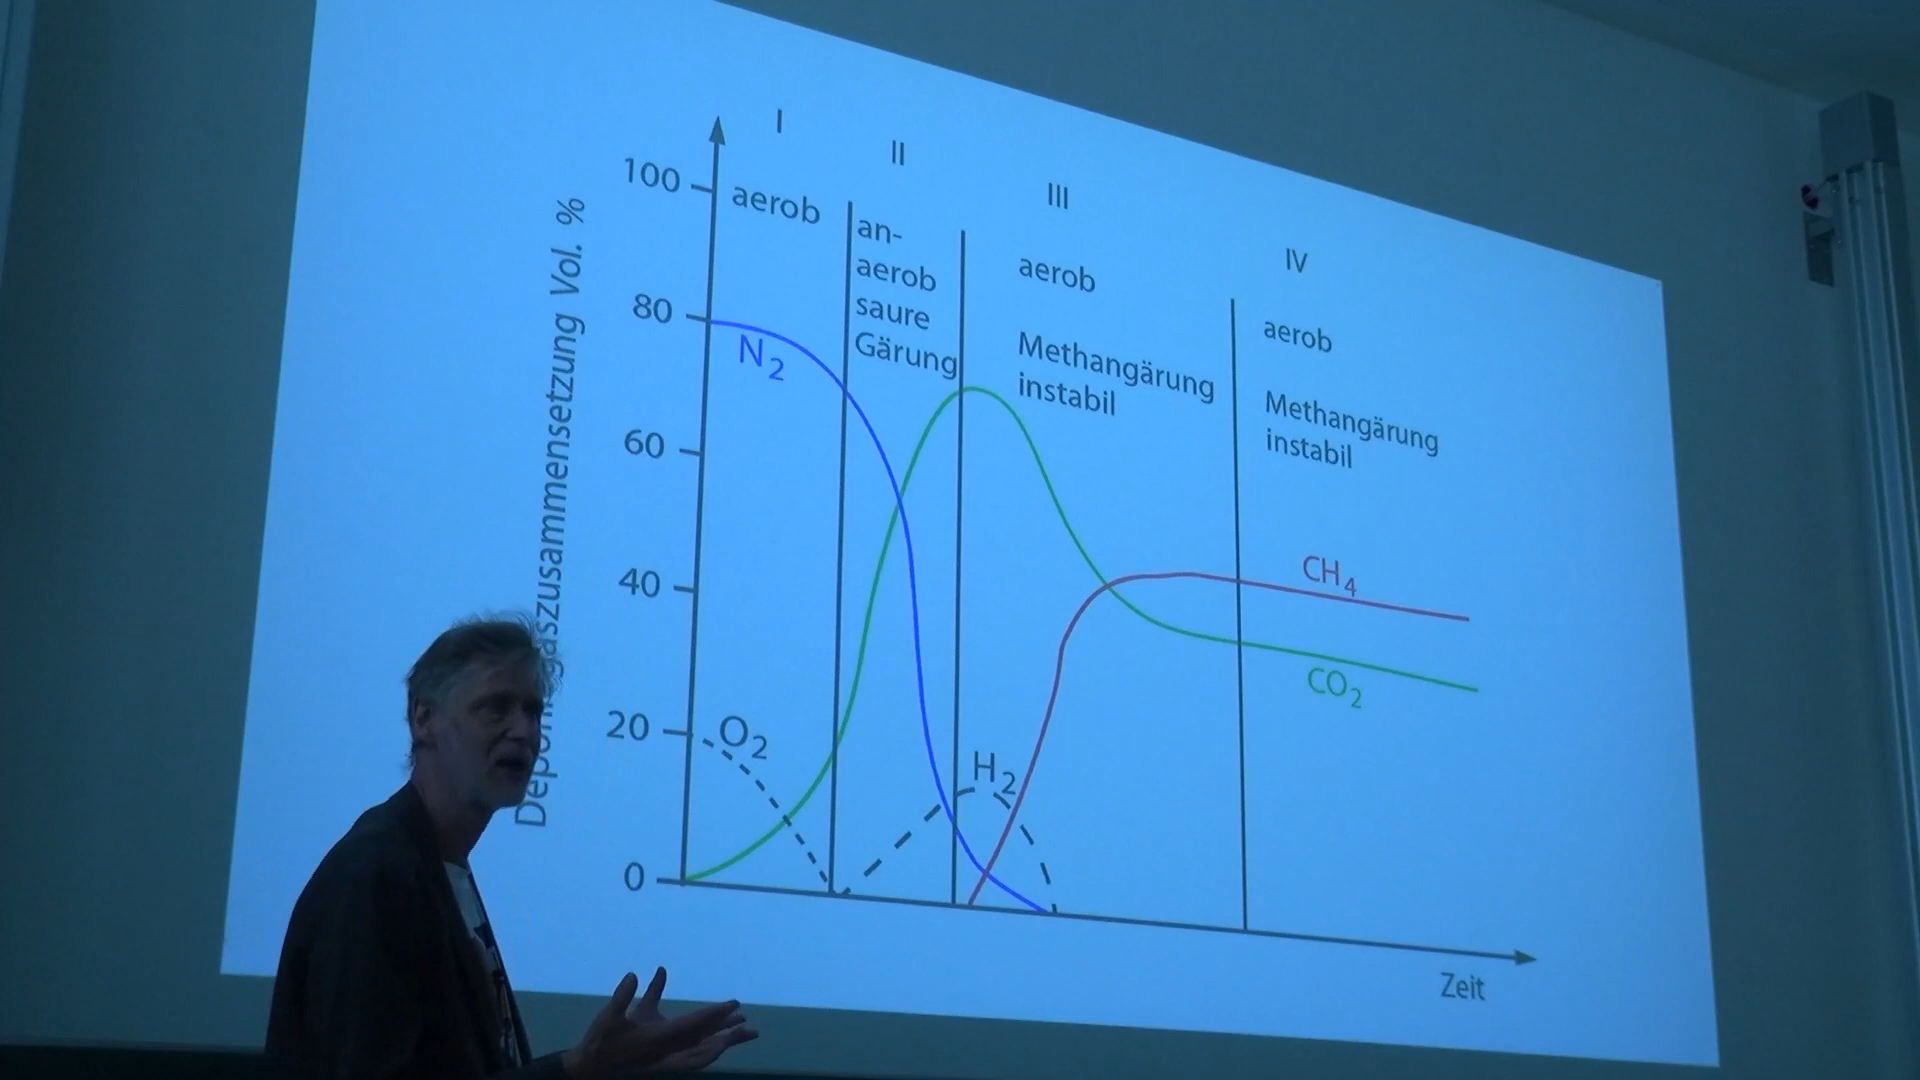 I
II
III
IV
100
80
60
40
20
0
Vol. %
aerob
an-
aerob
saure
Gärung
aerob
Methangärung
instabil
aerob
Methangärung
instabil
N2
O2
H2
CH4
CO2
Zeit